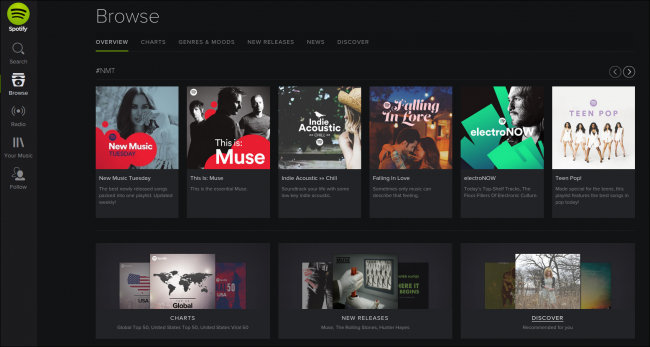 Spotify
Search
Browse
Radio
Your Music
Follow
Browse
OVERVIEW
CHARTS
GENRES & MOODS
NEW RELEASES
NEWS
DISCOVER
#NMT
New Music
TUESDAY
This is:
Muse
Indie
Acoustic
CHILL
Falling
In Love
electroNOW
TEEN POP
New Music Tuesday
The best newly released songs
packed into one playlist. Updated
weekly!
This Is: Muse
This is the essential Muse.
Indie Acoustic >> Chill
Soundtrack your life with some
low key indie acoustic.
Falling In Love
Sometimes only music can
describe that feeling.
electroNOW
Today's Top-Shelf Tracks, The
Four-Pillars Of Electronic Culture.
Teen Pop!
Made special for the teens, this
playlist features the best songs in
pop today!
USA
Global
50
USA
MUSE
HERE IT
BEGINS
CHARTS
Global Top 50, United States Top 50, United States Viral 50
NEW RELEASES
Muse, The Rolling Stones, Hunter Hayes
DISCOVER
Recommended for you